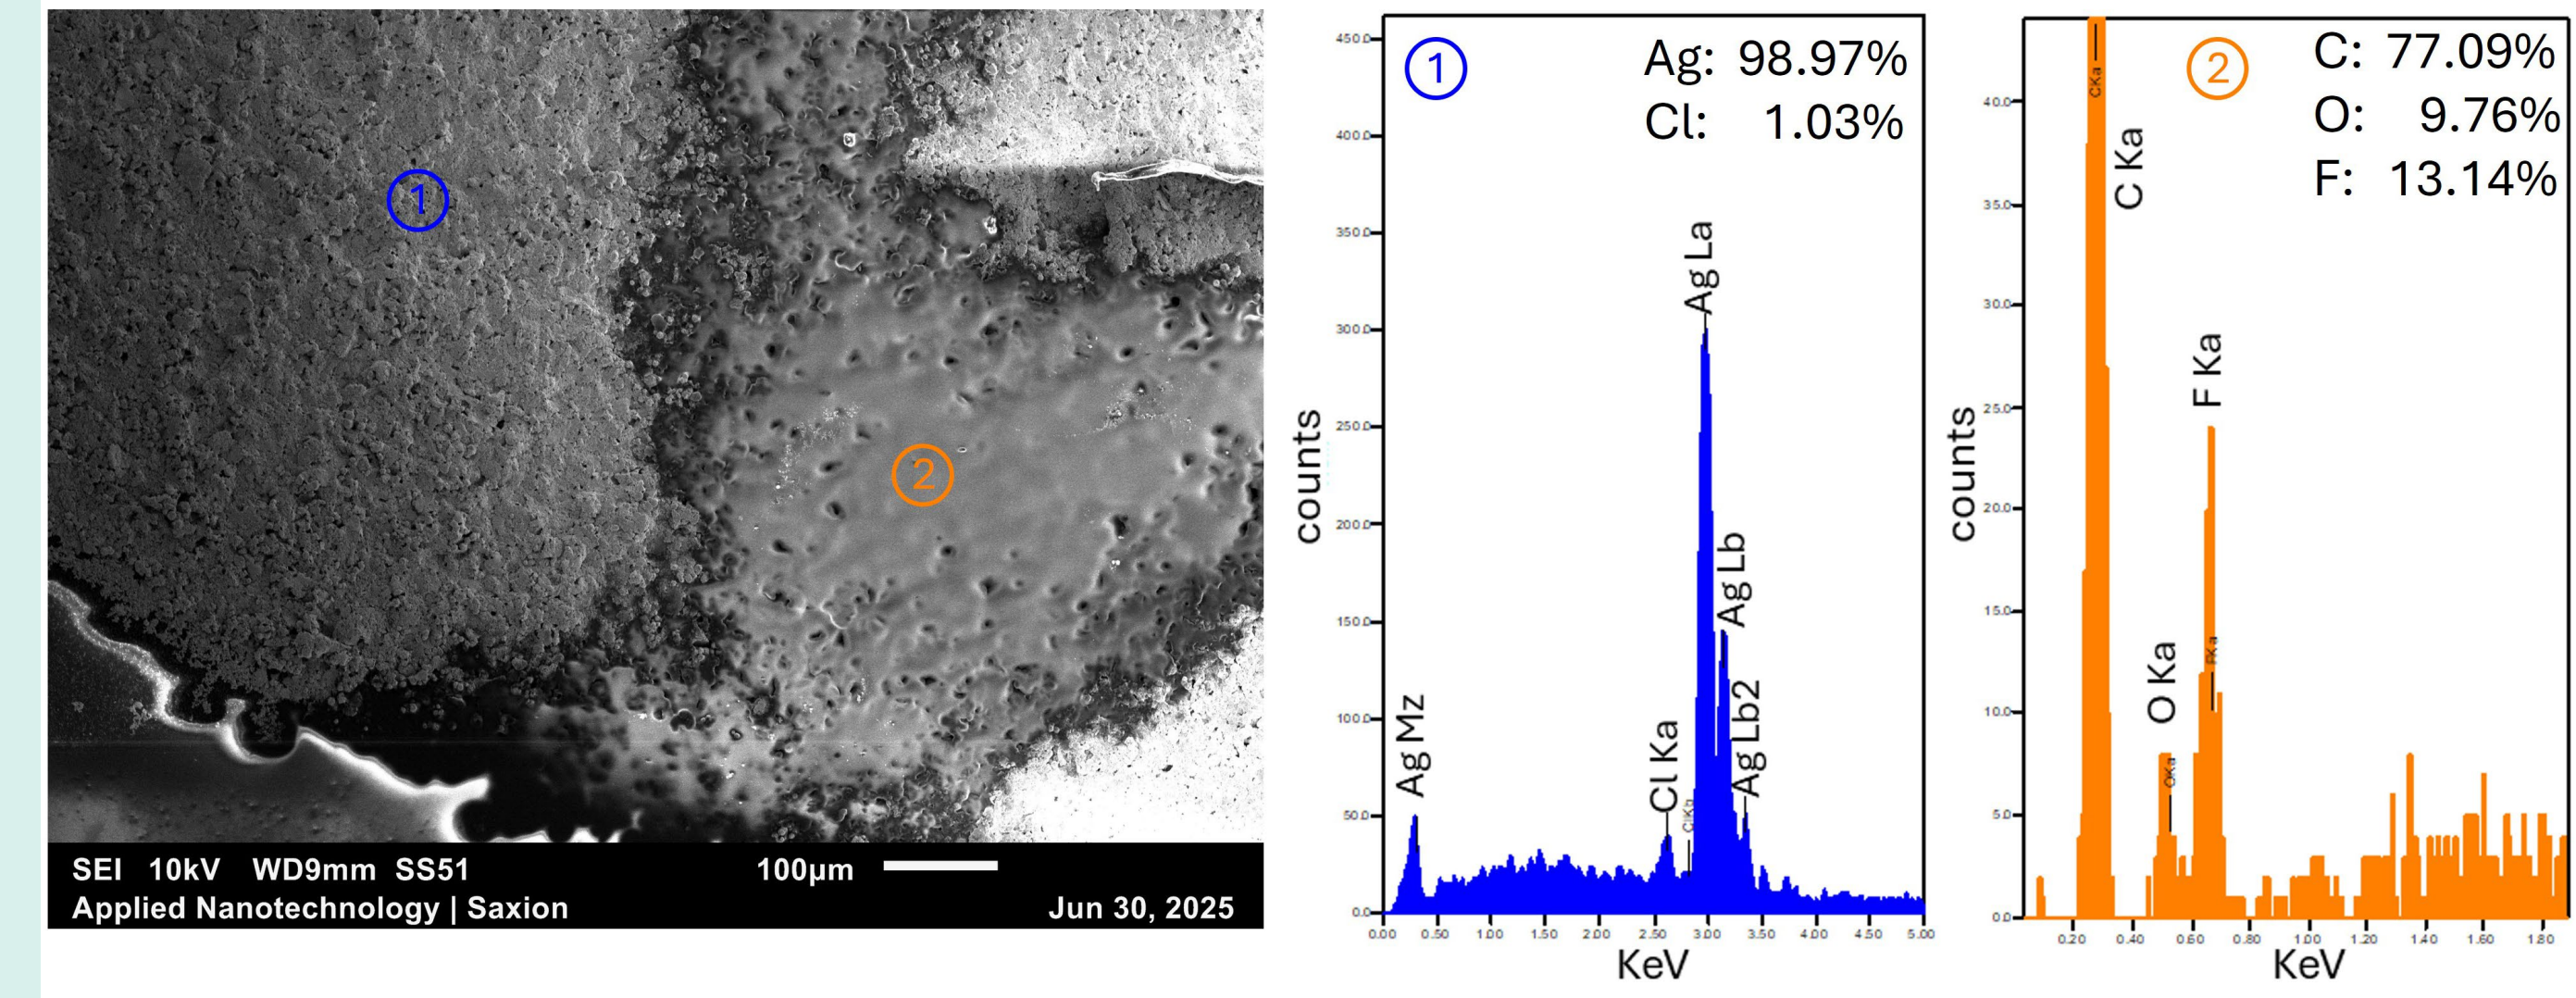 1
2
SEI 10kV WD9mm SS51 100µm
Applied Nanotechnology | Saxion Jun 30, 2025
1
Ag: 98.97%
Cl: 1.03%
450.0
400.0
350.0
300.0
250.0
200.0
150.0
100.0
50.0
0.0
counts
Ag Mz
Cl Ka
ClKb
Ag La
Ag Lb
Ag Lb2
0.00 0.50 1.00 1.50 2.00 2.50 3.00 3.50 4.00 4.50 5.00
KeV
2
C: 77.09%
O: 9.76%
F: 13.14%
40.0
35.0
30.0
25.0
20.0
15.0
10.0
5.0
0.0
counts
CKa
C Ka
O Ka
OKa
F Ka
FKa
0.20 0.40 0.60 0.80 1.00 1.20 1.40 1.60 1.80
KeV